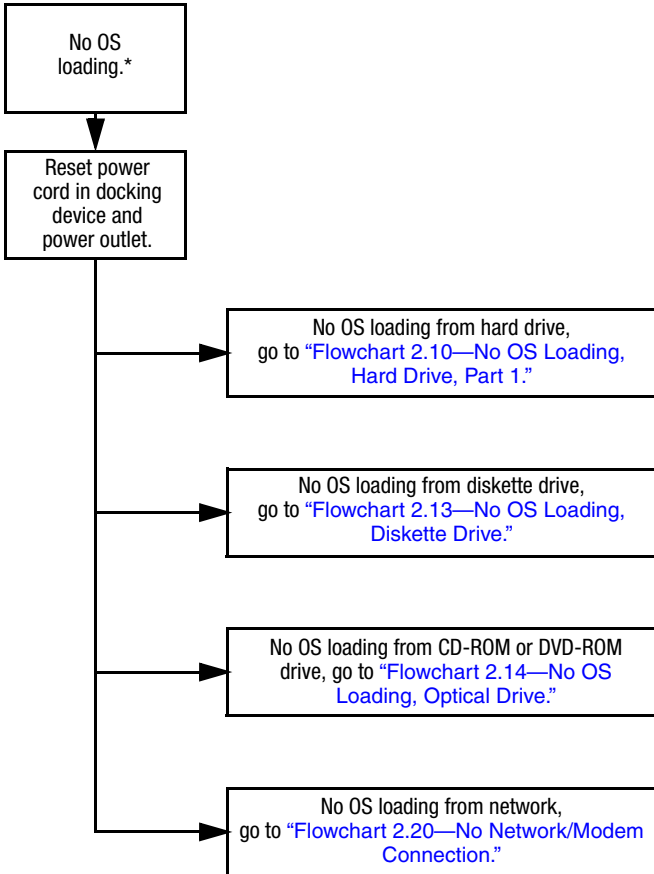 No OS
loading.*
Reset power
cord in docking
device and
power outlet.
No OS loading from hard drive,
go to “Flowchart 2.10—No OS Loading,
Hard Drive, Part 1.”
No OS loading from diskette drive,
go to “Flowchart 2.13—No OS Loading,
Diskette Drive.”
No OS loading from CD-ROM or DVD-ROM
drive, go to “Flowchart 2.14—No OS
Loading, Optical Drive.”
No OS loading from network,
go to “Flowchart 2.20—No Network/Modem
Connection.”